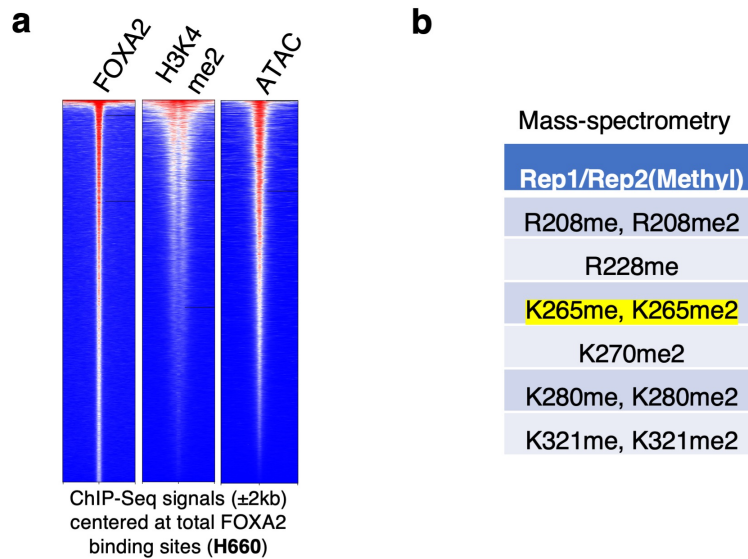 a
FOXA2
H3K4
me2
ATAC
ChIP-Seq signals (±2kb)
centered at total FOXA2
binding sites (H660)
b
Mass-spectrometry
Rep1/Rep2(Methyl)
R208me, R208me2
R228me
K265me, K265me2
K270me2
K280me, K280me2
K321me, K321me2